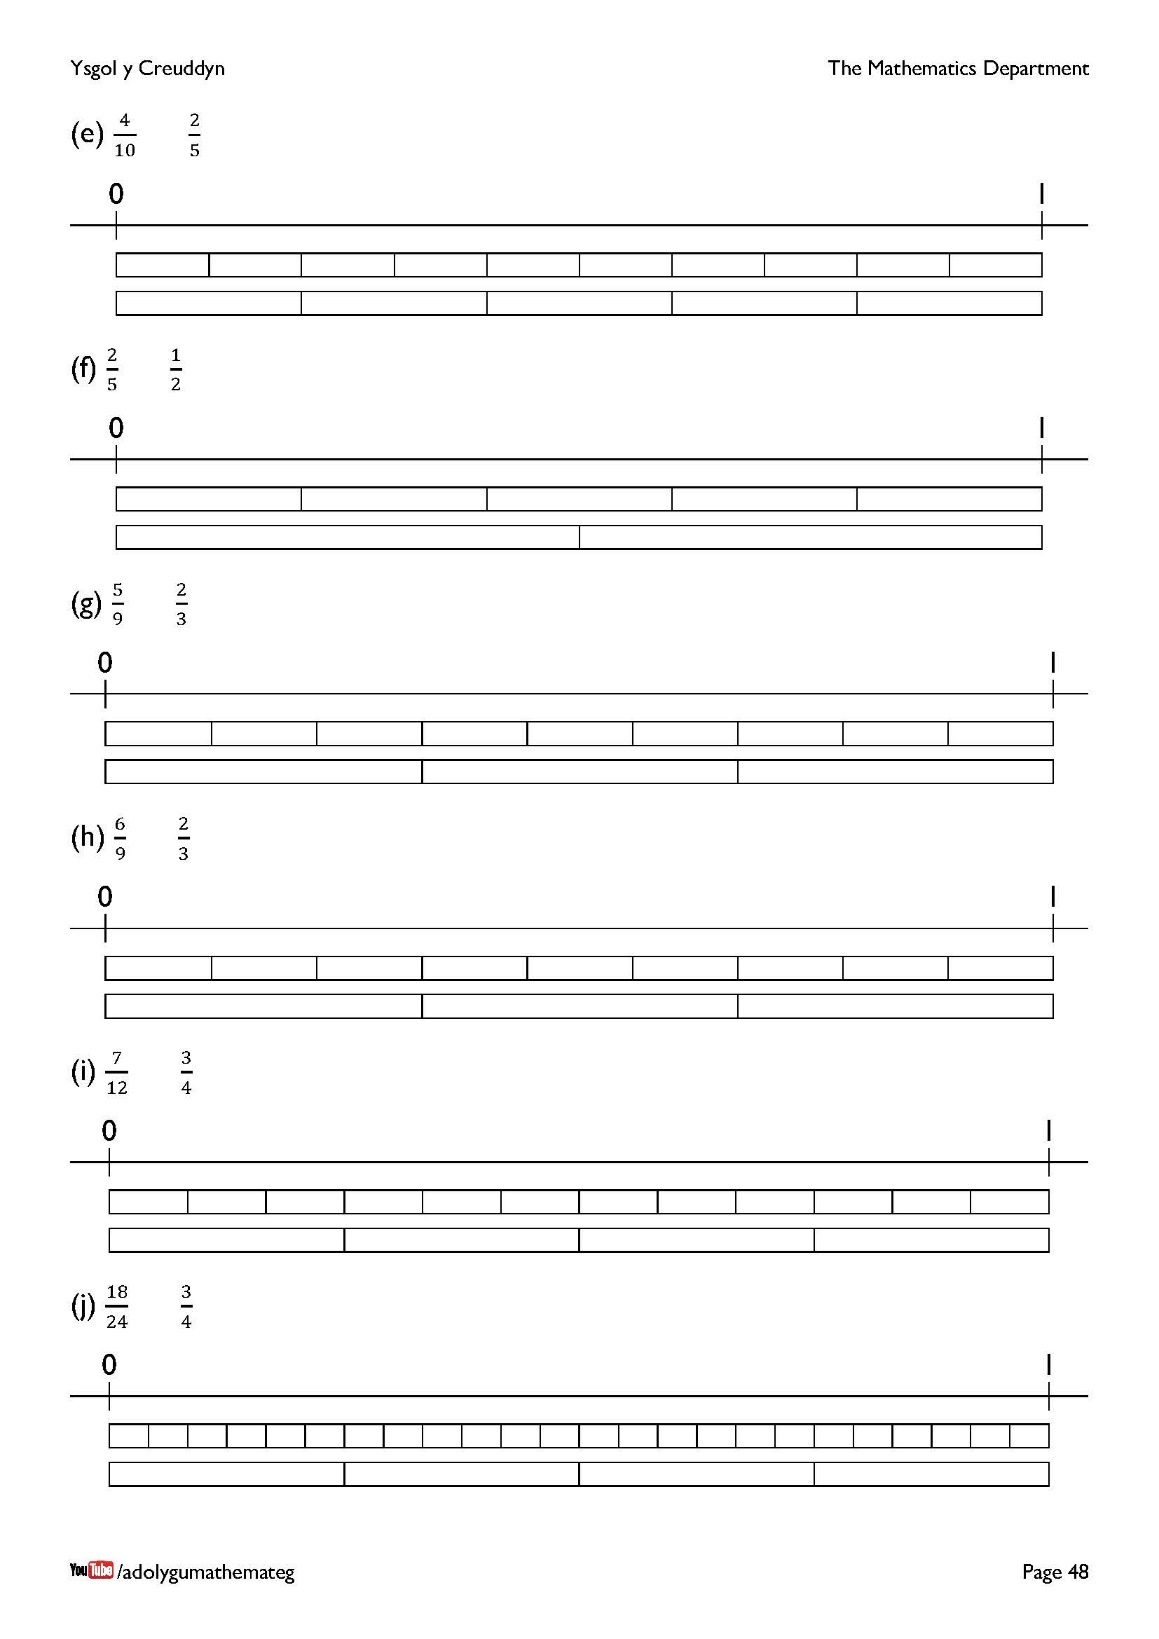 Ysgol y Creuddyn The Mathematics Department
(e) 4/10 2/5
0 1
(f) 2/5 1/2
0 1
(g) 5/9 2/3
0 1
(h) 6/9 2/3
0 1
(i) 7/12 3/4
0 1
(j) 18/24 3/4
0 1
YouTube /adolygumathemateg Page 48